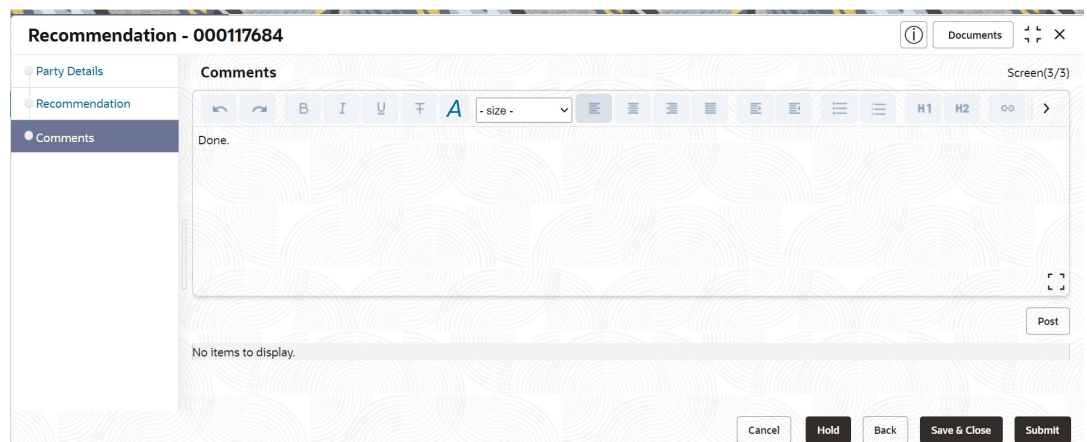 Recommendation - 000117684
Documents
Party Details
Recommendation
Comments
Comments
Screen(3/3)
B I U T A - size - H1 H2
Done.
Post
No items to display.
Cancel Hold Back Save & Close Submit